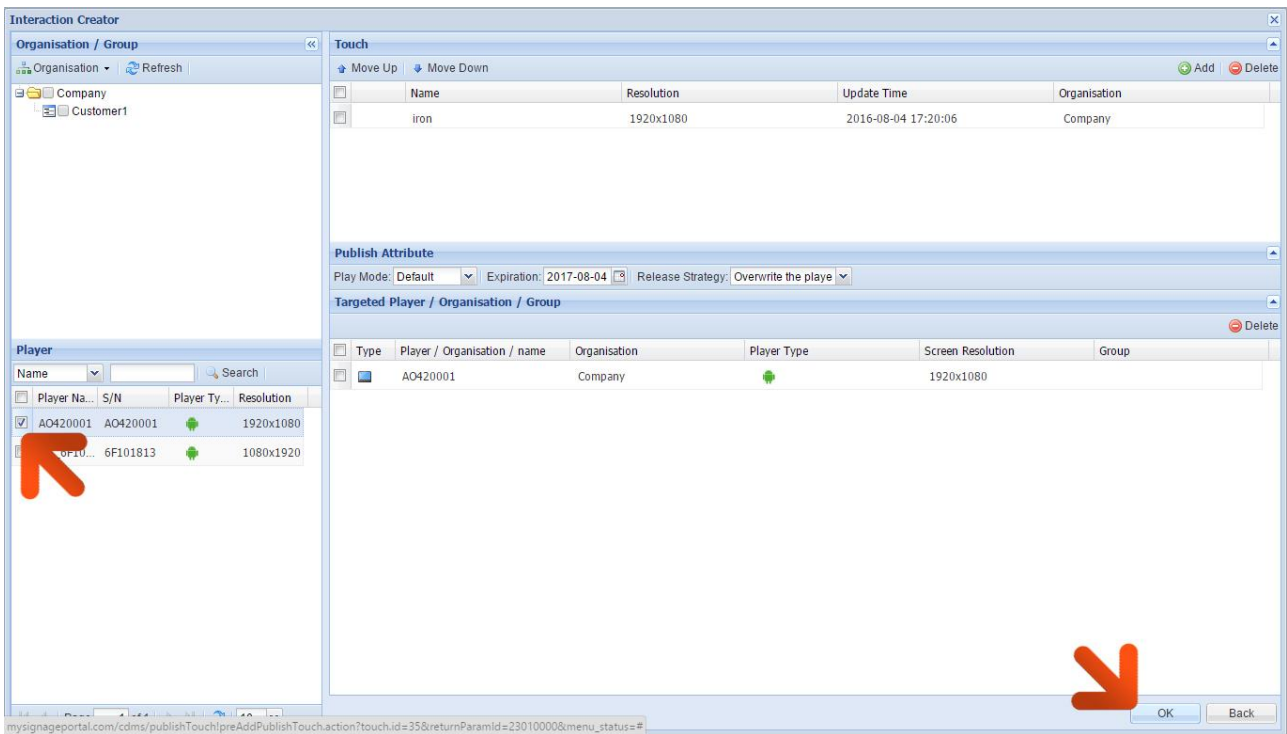 Interaction Creator
Organisation / Group
Organisation
Refresh
Company
Customer1
Touch
Move Up
Move Down
Add
Delete
Name Resolution Update Time Organisation
iron 1920x1080 2016-08-04 17:20:06 Company
Publish Attribute
Play Mode: Default Expiration: 2017-08-04 Release Strategy: Overwrite the playe
Targeted Player / Organisation / Group
Delete
Type Player / Organisation / name Organisation Player Type Screen Resolution Group
AO420001 Company 1920x1080
Player
Name Search
Player Na... S/N Player Ty... Resolution
AO420001 AO420001 1920x1080
6F10... 6F101813 1080x1920
OK Back
mysignageportal.com/cdms/publishTouch!preAddPublishTouch.action?touch.id=35&returnParamId=23010000&menu_status=#